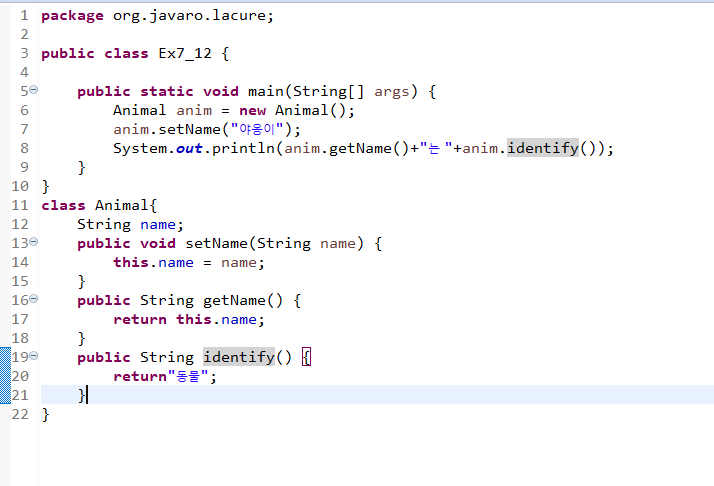 1 package org.javaro.lacure;
2
3 public class Ex7_12 {
4
5 public static void main(String[] args) {
6 Animal anim = new Animal();
7 anim.setName("야옹이");
8 System.out.println(anim.getName()+"는 "+anim.identify());
9 }
10 }
11 class Animal{
12 String name;
13 public void setName(String name) {
14 this.name = name;
15 }
16 public String getName() {
17 return this.name;
18 }
19 public String identify() {
20 return"동물";
21 }
22 }